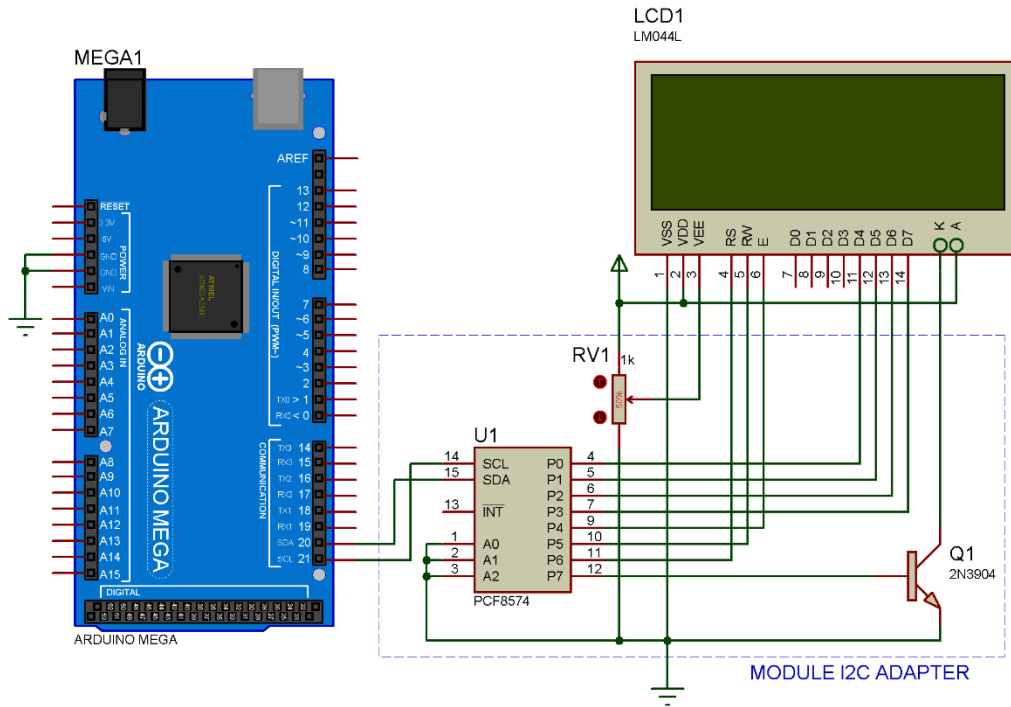 LCD1
LM044L
MEGA1
AREF
RESET
3.3V
5V
GND
GND
VIN
POWER
13
12
~11
~10
~9
8
7
~6
~5
4
~3
2
TX0 > 1
RX0 < 0
DIGITAL IN/OUT (PWM~)
A0
A1
A2
A3
A4
A5
A6
A7
ANALOG IN
A8
A9
A10
A11
A12
A13
A14
A15
ATMEL
ARDUINO
ARDUINO MEGA
TX3 14
RX3 15
TX2 16
RX2 17
TX1 18
RX1 19
SDA 20
SCL 21
COMMUNICATION
DIGITAL
ARDUINO MEGA
VSS VDD VEE RS RW E D0 D1 D2 D3 D4 D5 D6 D7 K A
1 2 3 4 5 6 7 8 9 10 11 12 13 14
RV1
1k
50%
U1
14 SCL P0 4
15 SDA P1 5
P2 6
13 INT P3 7
P4 9
1 A0 P5 10
2 A1 P6 11
3 A2 P7 12
PCF8574
Q1
2N3904
MODULE I2C ADAPTER